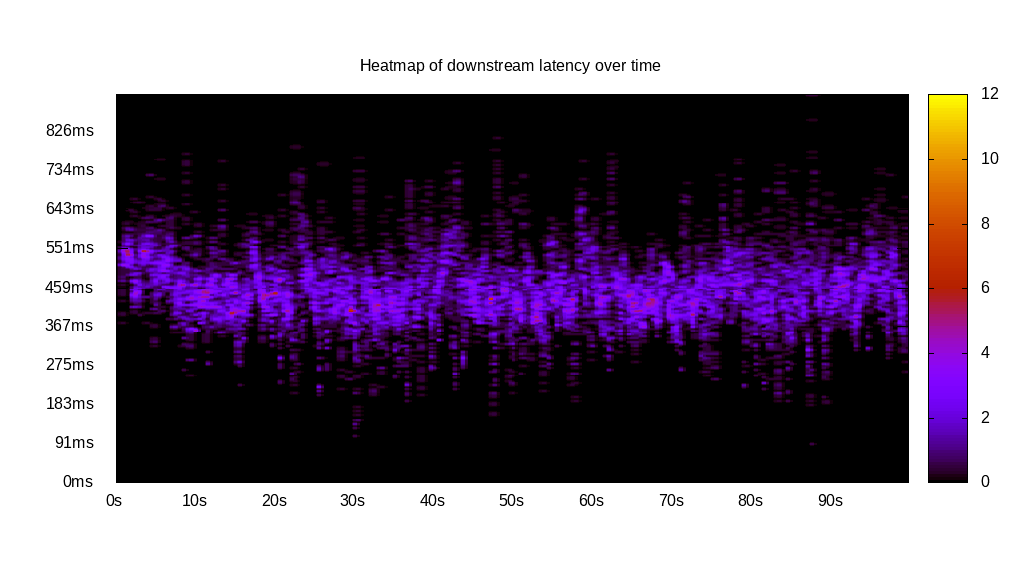 Heatmap of downstream latency over time
826ms
734ms
643ms
551ms
459ms
367ms
275ms
183ms
91ms
0ms
0s 10s 20s 30s 40s 50s 60s 70s 80s 90s
12
10
8
6
4
2
0